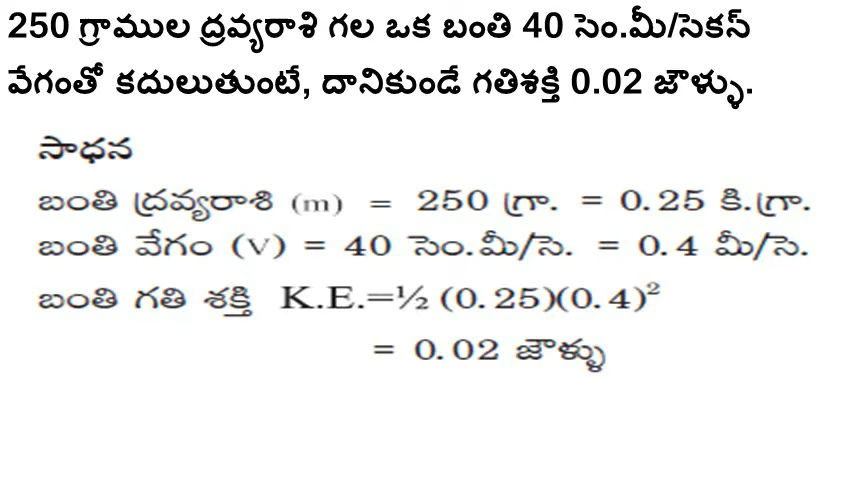 250 గ్రాముల ద్రవ్యరాశి గల ఒక బంతి 40 సెం.మీ/సెకన్
వేగంతో కదులుతుంటే, దానికుండే గతిశక్తి 0.02 జౌళ్ళు.
సాధన
బంతి ద్రవ్యరాశి (m) = 250 గ్రా. = 0.25 కి.గ్రా.
బంతి వేగం (V) = 40 సెం.మీ/సె. = 0.4 మీ/సె.
బంతి గతి శక్తి K.E.=½ (0.25)(0.4)²
= 0.02 జౌళ్ళు